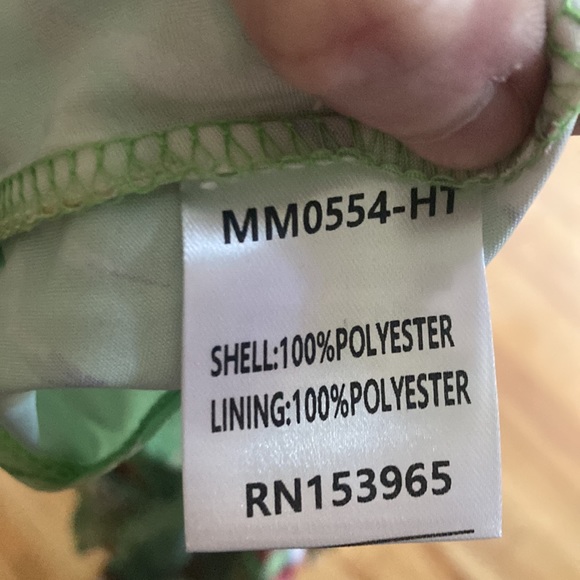 MM0554-HT
SHELL:100%POLYESTER
LINING:100%POLYESTER
RN153965